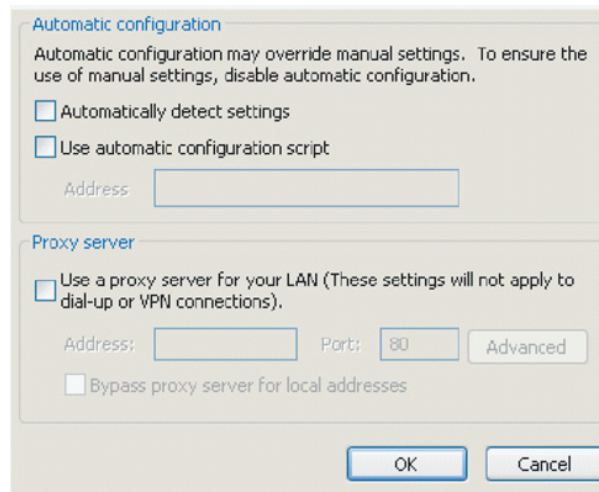 Automatic configuration
Automatic configuration may override manual settings. To ensure the
use of manual settings, disable automatic configuration.
Automatically detect settings
Use automatic configuration script
Address
Proxy server
Use a proxy server for your LAN (These settings will not apply to
dial-up or VPN connections).
Address: Port: 80 Advanced
Bypass proxy server for local addresses
OK Cancel